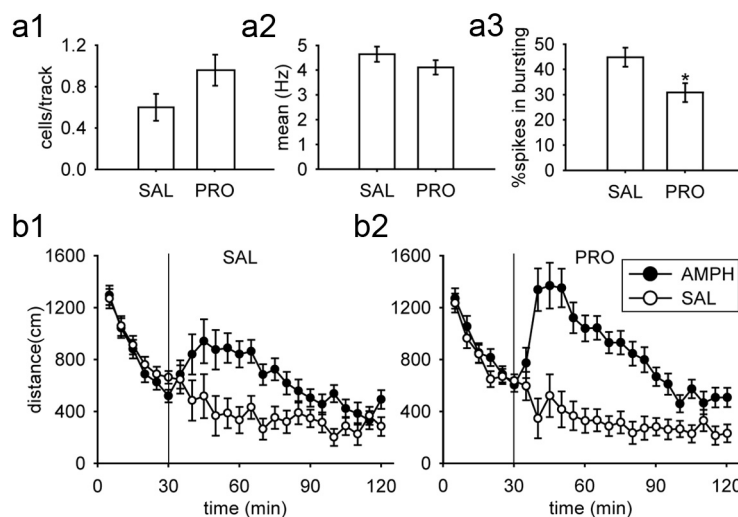 a1
cells/track
1.2
0.8
0.4
0.0
SAL PRO
a2
mean (Hz)
5
4
3
2
1
0
SAL PRO
a3
%spikes in bursting
50
40
30
20
10
0
*
SAL PRO
b1
SAL
distance(cm)
1600
1200
800
400
0
0 30 60 90 120
time (min)
b2
PRO
AMPH
SAL
1600
1200
800
400
0
0 30 60 90 120
time (min)